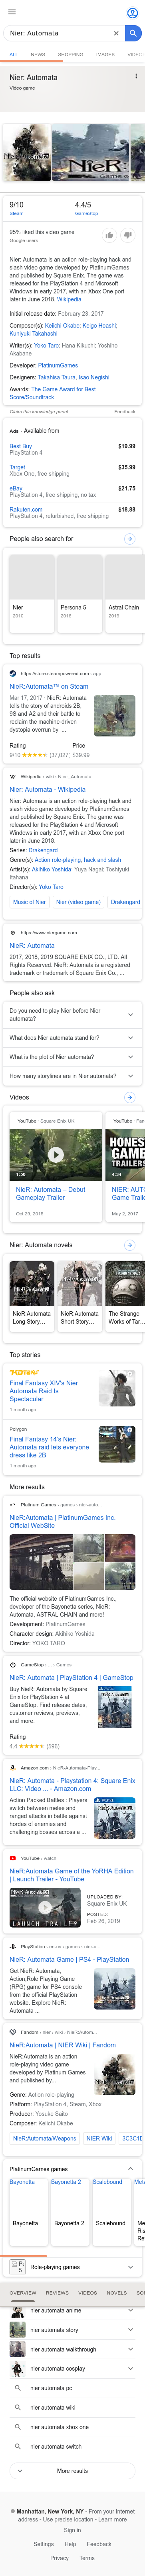 NieR: Automata
ALL NEWS SHOPPING IMAGES VIDEO
Nier: Automata
Video game
9/10
Steam
4.4/5
GameStop
95% liked this video game
Google users
Nier: Automata is an action role-playing hack and
slash video game developed by PlatinumGames
and published by Square Enix. The game was
released for the PlayStation 4 and Microsoft
Windows in early 2017, with an Xbox One port
later in June 2018. Wikipedia
Initial release date: February 23, 2017
Composer(s): Keiichi Okabe; Keigo Hoashi;
Kuniyuki Takahashi
Writer(s): Yoko Taro; Hana Kikuchi; Yoshiho
Akabane
Developer: PlatinumGames
Designers: Takahisa Taura, Isao Negishi
Awards: The Game Award for Best
Score/Soundtrack
Claim this knowledge panel Feedback
Ads · Available from
Best Buy $19.99
PlayStation 4
Target $35.99
Xbox One, free shipping
eBay $21.75
PlayStation 4, free shipping, no tax
Rakuten.com $18.88
PlayStation 4, refurbished, free shipping
People also search for
Nier
2010
Persona 5
2016
Astral Chain
2019
Top results
https://store.steampowered.com › app
NieR:Automata™ on Steam
Mar 17, 2017 · NieR: Automata
tells the story of androids 2B,
9S and A2 and their battle to
reclaim the machine-driven
dystopia overrun by ...
Rating Price
9/10 (37,027) $39.99
Wikipedia › wiki › Nier:_Automata
Nier: Automata - Wikipedia
Nier: Automata is an action role-playing hack and
slash video game developed by PlatinumGames
and published by Square Enix. The game was
released for the PlayStation 4 and Microsoft
Windows in early 2017, with an Xbox One port
later in June 2018.
Series: Drakengard
Genre(s): Action role-playing, hack and slash
Artist(s): Akihiko Yoshida; Yuya Nagai; Toshiyuki
Itahana
Director(s): Yoko Taro
Music of Nier Nier (video game) Drakengard
https://www.niergame.com
NieR: Automata
2017, 2018, 2019 SQUARE ENIX CO., LTD. All
Rights Reserved. NieR: Automata is a registered
trademark or trademark of Square Enix Co., ...
People also ask
Do you need to play Nier before Nier
automata?
What does Nier automata stand for?
What is the plot of Nier automata?
How many storylines are in Nier automata?
Videos
YouTube · Square Enix UK
1:50
NieR: Automata – Debut
Gameplay Trailer
Oct 29, 2015
YouTube
4:34
HONEST
GAME
TRAILERS
NIER: AUTO
Game Traile
May 2, 2017
Nier: Automata novels
NieR:Automata
Long Story...
NieR:Automata
Short Story...
The Strange
Works of Tar...
Top stories
Final Fantasy XIV's Nier
Automata Raid Is
Spectacular
1 month ago
Polygon
Final Fantasy 14's Nier:
Automata raid lets everyone
dress like 2B
1 month ago
More results
Platinum Games › games › nier-auto...
NieR:Automata | PlatinumGames Inc.
Official WebSite
The official website of PlatinumGames Inc.,
developer of the Bayonetta series, NieR:
Automata, ASTRAL CHAIN and more!
Development: PlatinumGames
Character design: Akihiko Yoshida
Director: YOKO TARO
GameStop › ... › Games
NieR: Automata | PlayStation 4 | GameStop
Buy NieR: Automata by Square
Enix for PlayStation 4 at
GameStop. Find release dates,
customer reviews, previews,
and more.
Rating
4.4 (596)
Amazon.com › NieR-Automata-Play...
NieR: Automata - Playstation 4: Square Enix
LLC: Video ... - Amazon.com
Action Packed Battles : Players
switch between melee and
ranged attacks in battle against
hordes of enemies and
challenging bosses across a ...
YouTube › watch
NieR:Automata Game of the YoRHA Edition
| Launch Trailer - YouTube
UPLOADED BY:
Square Enix UK
POSTED:
Feb 26, 2019
PlayStation › en-us › games › nier-a...
NieR: Automata Game | PS4 - PlayStation
Get NieR: Automata,
Action,Role Playing Game
(RPG) game for PS4 console
from the official PlayStation
website. Explore NieR:
Automata ...
Fandom › nier › wiki › NieR:Autom...
NieR:Automata | NIER Wiki | Fandom
NieR:Automata is an action
role-playing video game
developed by Platinum Games
and published by...
Genre: Action role-playing
Platform: PlayStation 4, Steam, Xbox
Producer: Yosuke Saito
Composer: Keiichi Okabe
NieR:Automata/Weapons NIER Wiki 3C3C1D
PlatinumGames games
Bayonetta
Bayonetta
Bayonetta 2
Bayonetta 2
Scalebound
Scalebound
Role-playing games
OVERVIEW REVIEWS VIDEOS NOVELS
nier automata anime
nier automata story
nier automata walkthrough
nier automata cosplay
nier automata pc
nier automata wiki
nier automata xbox one
nier automata switch
More results
Manhattan, New York, NY - From your Internet
address - Use precise location - Learn more
Sign in
Settings Help Feedback
Privacy Terms